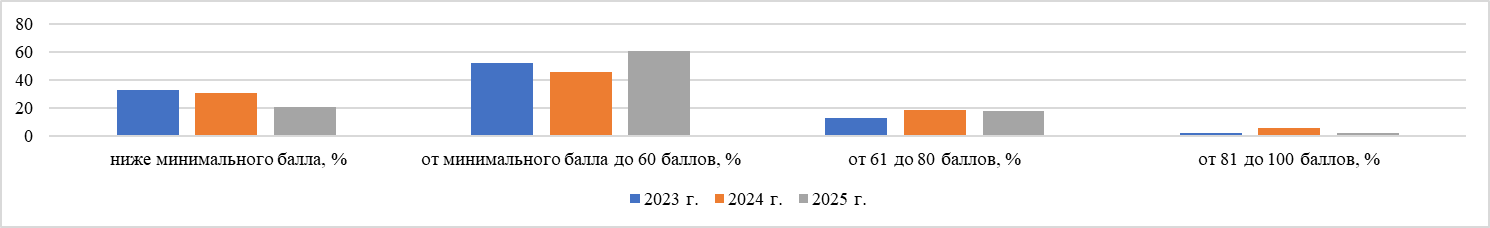 80
60
40
20
0
ниже минимального балла, %
от минимального балла до 60 баллов, %
от 61 до 80 баллов, %
от 81 до 100 баллов, %
2023 г.
2024 г.
2025 г.